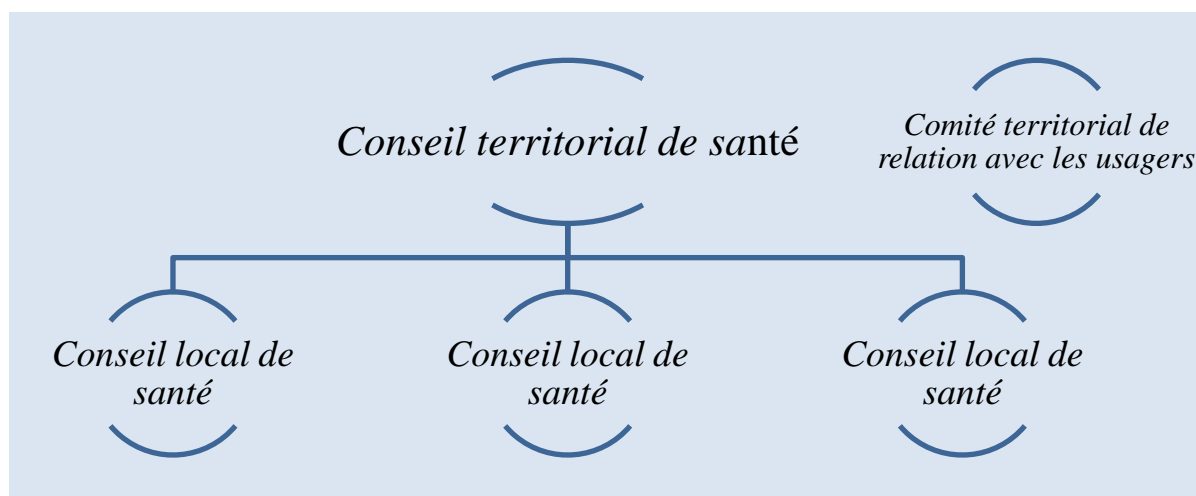 Conseil territorial de santé
Comité territorial de
relation avec les usagers
Conseil local de
santé
Conseil local de
santé
Conseil local de
santé